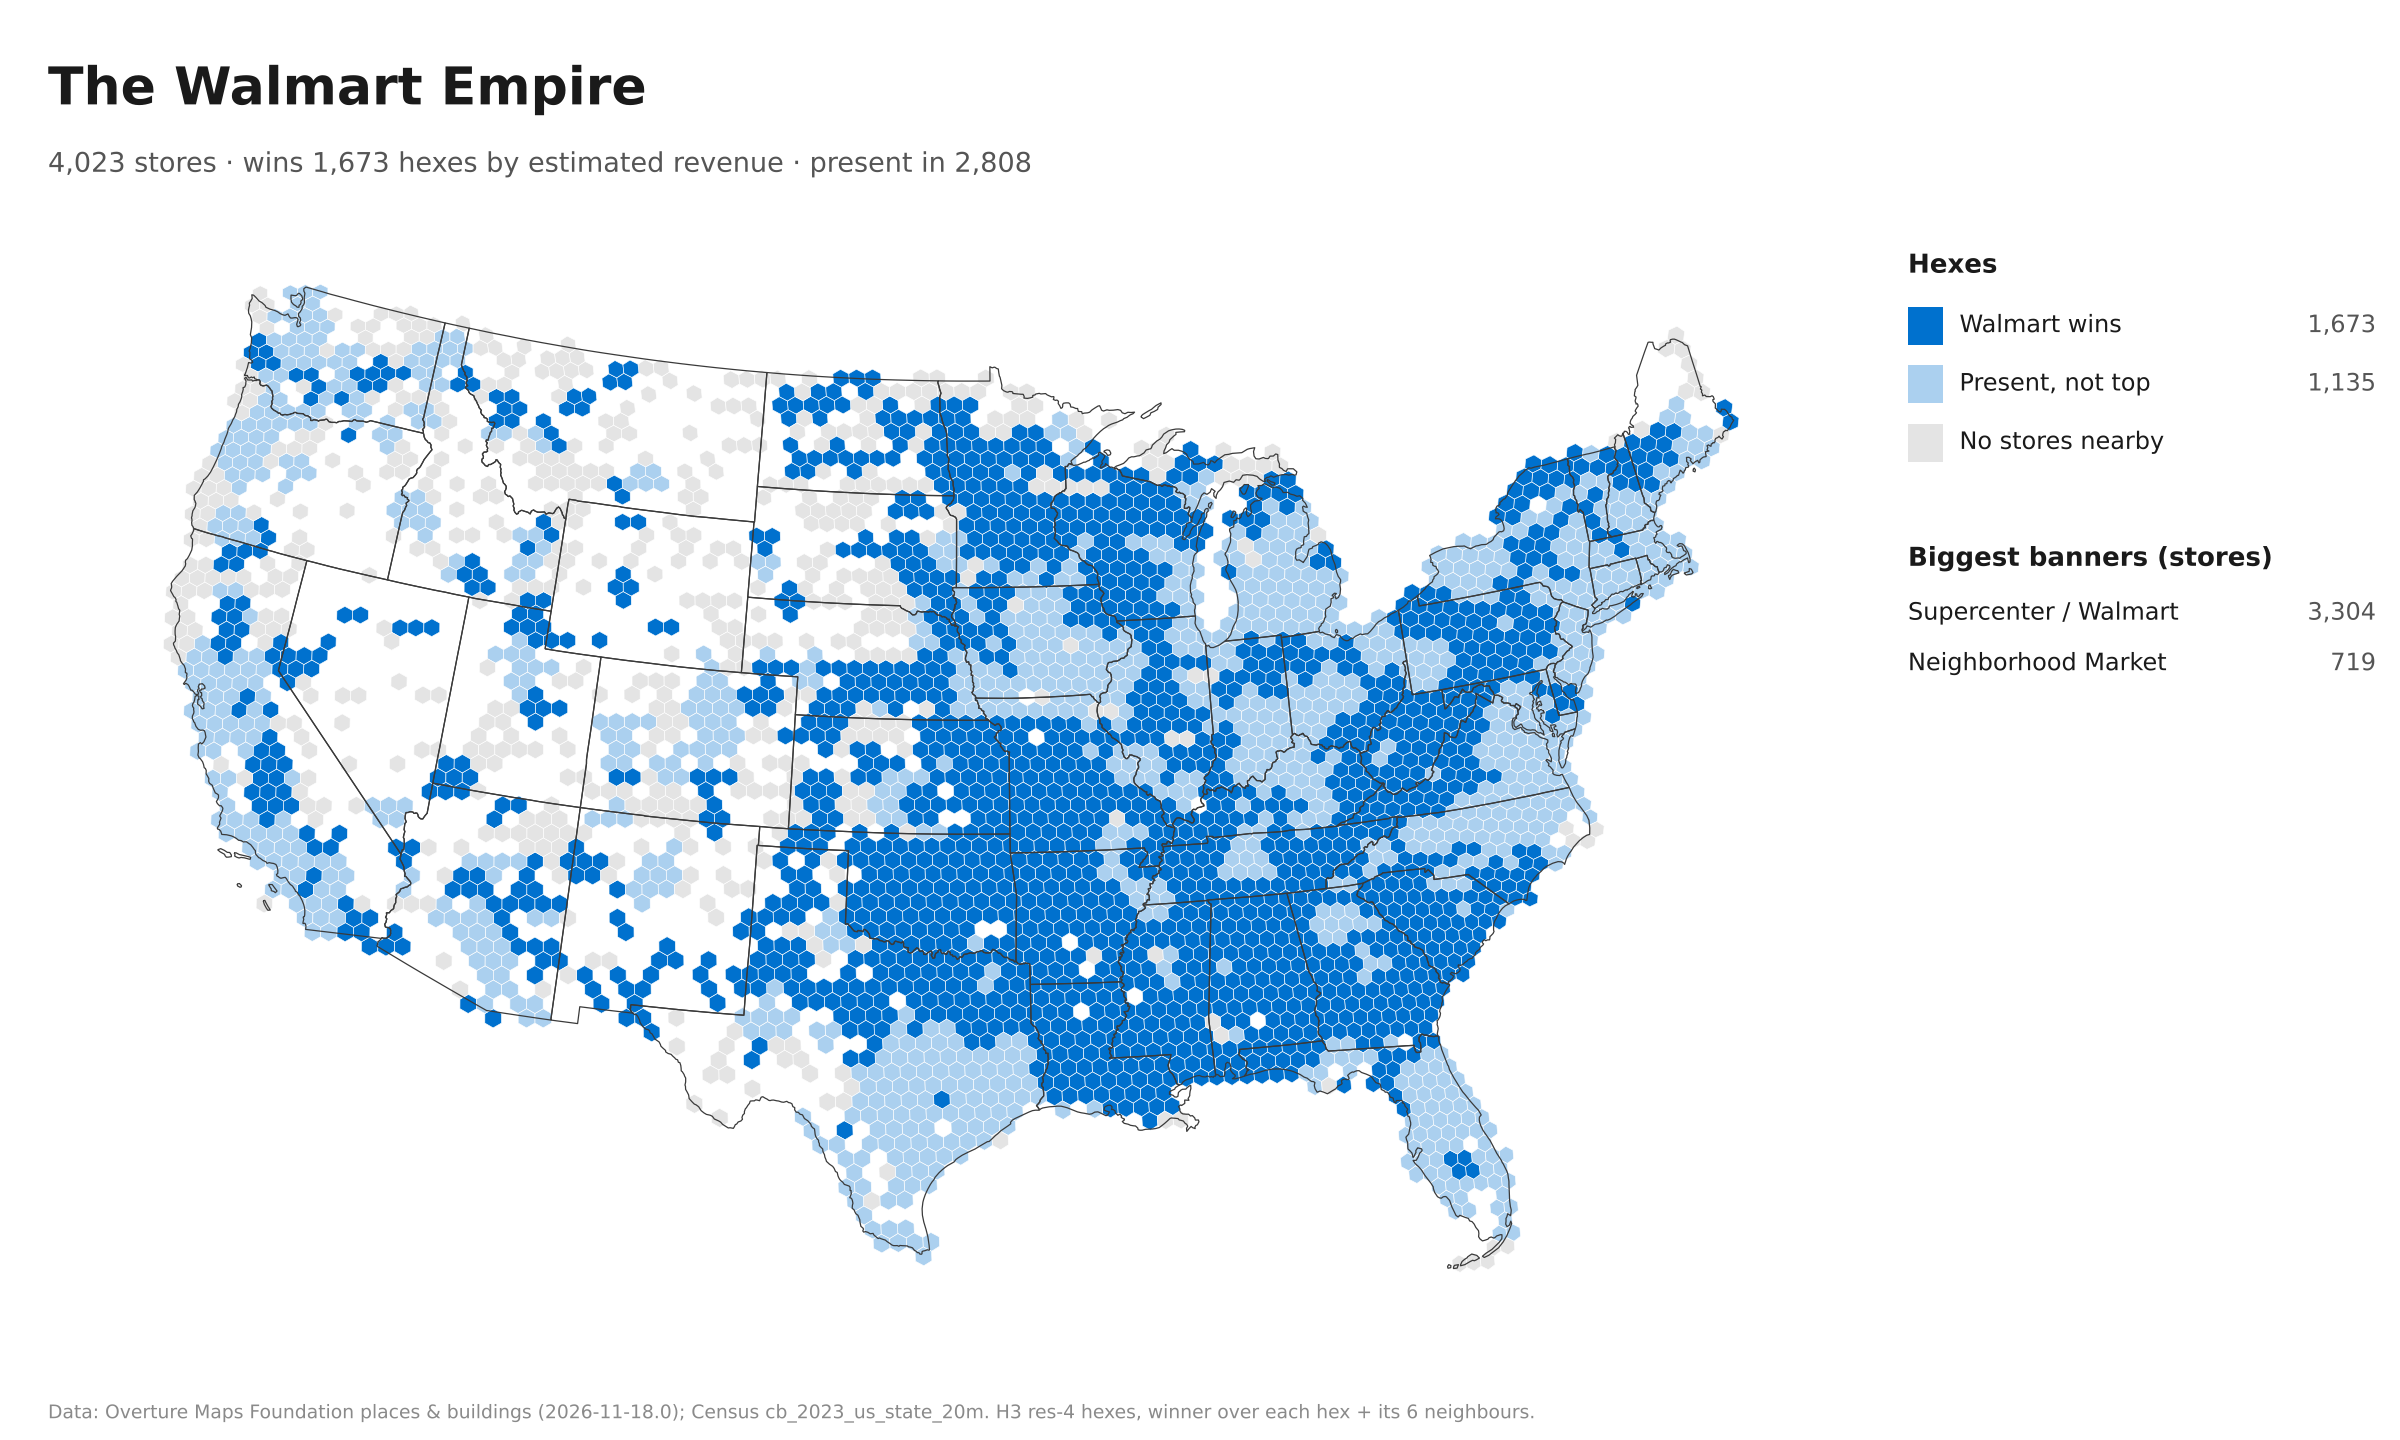 The Walmart Empire
4,023 stores · wins 1,673 hexes by estimated revenue · present in 2,808
Hexes
Walmart wins 1,673
Present, not top 1,135
No stores nearby
Biggest banners (stores)
Supercenter / Walmart 3,304
Neighborhood Market 719
Data: Overture Maps Foundation places & buildings (2026-11-18.0); Census cb_2023_us_state_20m. H3 res-4 hexes, winner over each hex + its 6 neighbours.